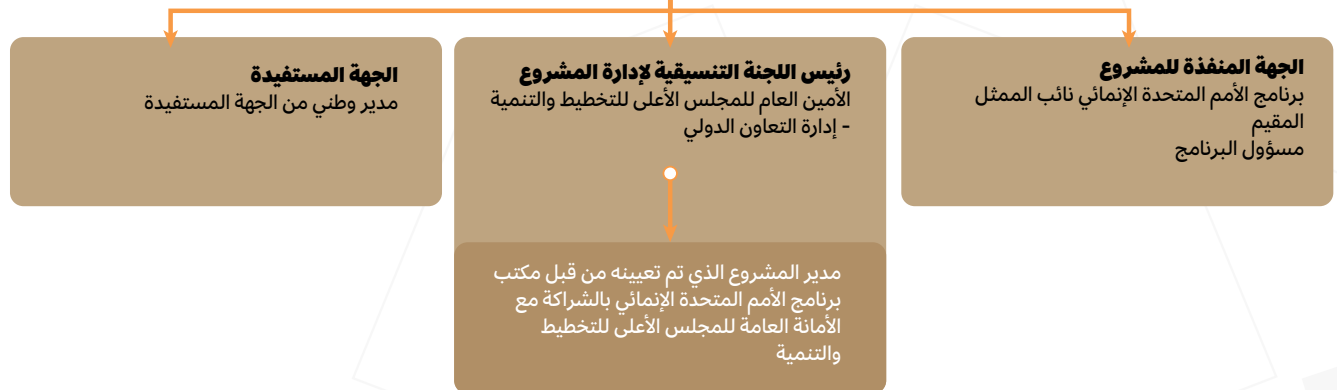 الجهة المنفذة للمشروع
برنامج الأمم المتحدة الإنمائي نائب الممثل
المقيم
مسؤول البرنامج
رئيس اللجنة التنسيقية لإدارة المشروع
الأمين العام للمجلس الأعلى للتخطيط والتنمية
- إدارة التعاون الدولي
مدير المشروع الذي تم تعيينه من قبل مكتب
برنامج الأمم المتحدة الإنمائي بالشراكة مع
الأمانة العامة للمجلس الأعلى للتخطيط
والتنمية
الجهة المستفيدة
مدير وطني من الجهة المستفيدة